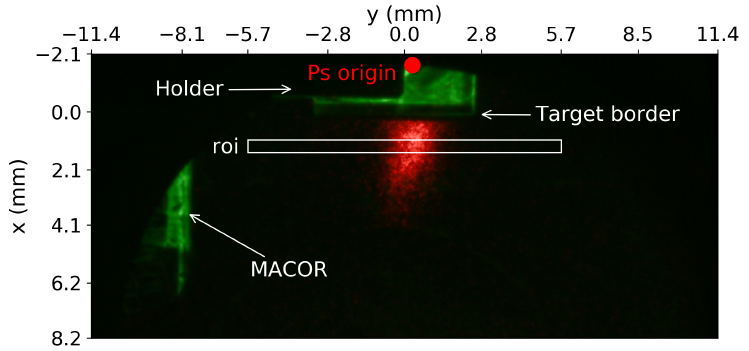 y (mm)
−11.4 −8.1 −5.7 −2.8 0.0 2.8 5.7 8.5 11.4
−2.1
Ps origin
Holder
0.0
Target border
roi
2.1
x (mm)
4.1
MACOR
6.2
8.2